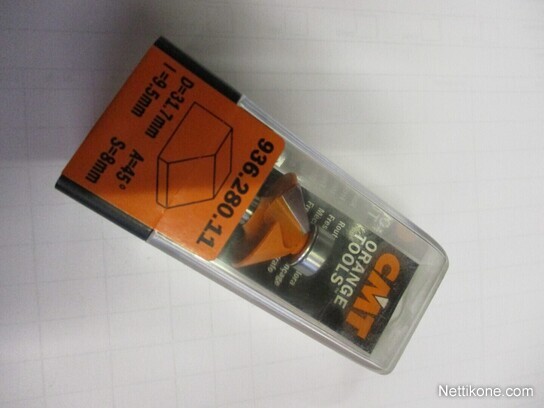 936.280.11
D=31.7mm A=45°
I=9.5mm S=8mm
CMT
ORANGE
TOOLS
Nettikone.com